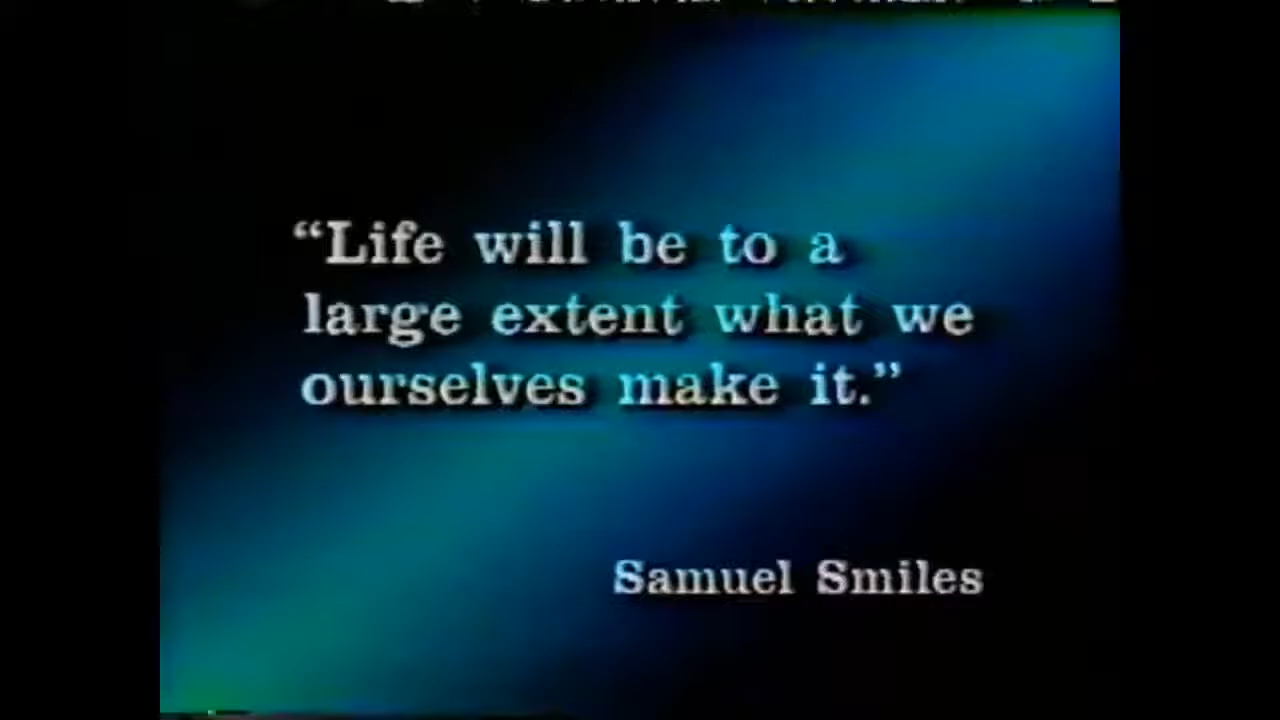 “Life will be to a
large extent what we
ourselves make it.”
Samuel Smiles